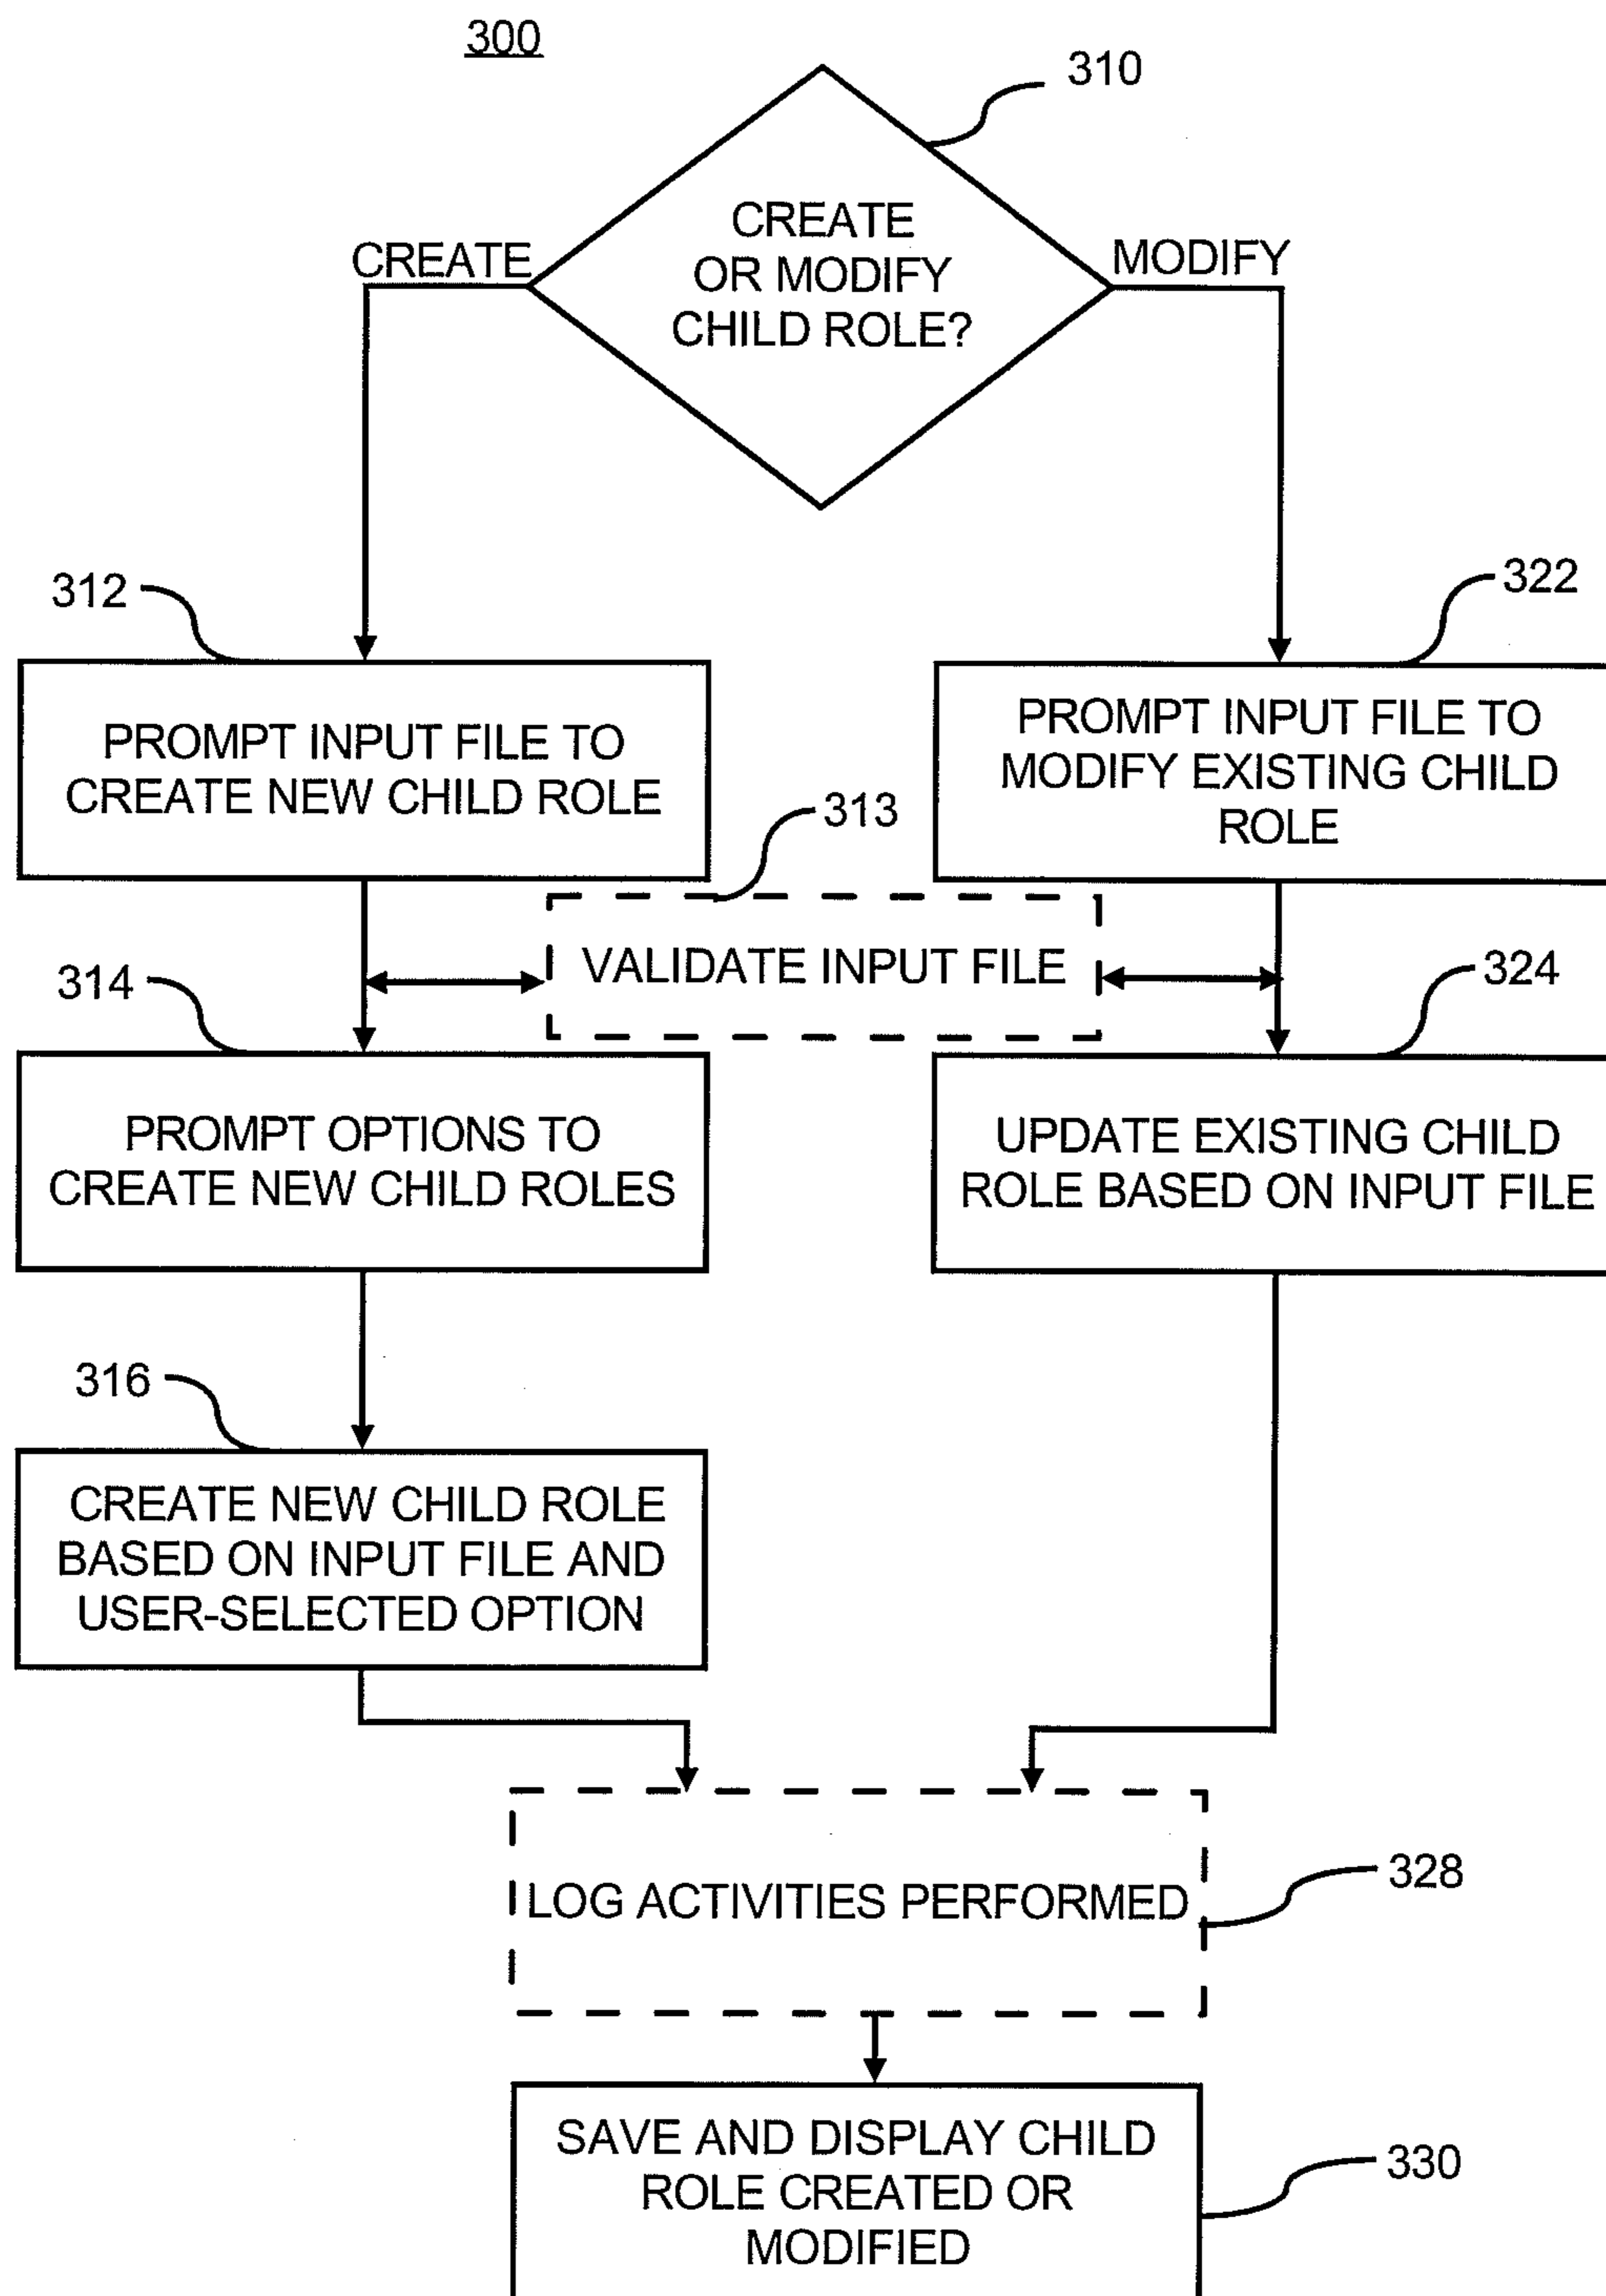 300
310
CREATE
OR MODIFY
CHILD ROLE?
CREATE
MODIFY
312
322
PROMPT INPUT FILE TO
CREATE NEW CHILD ROLE
PROMPT INPUT FILE TO
MODIFY EXISTING CHILD
ROLE
313
VALIDATE INPUT FILE
314
324
PROMPT OPTIONS TO
CREATE NEW CHILD ROLES
UPDATE EXISTING CHILD
ROLE BASED ON INPUT FILE
316
CREATE NEW CHILD ROLE
BASED ON INPUT FILE AND
USER-SELECTED OPTION
LOG ACTIVITIES PERFORMED
328
SAVE AND DISPLAY CHILD
ROLE CREATED OR
MODIFIED
330